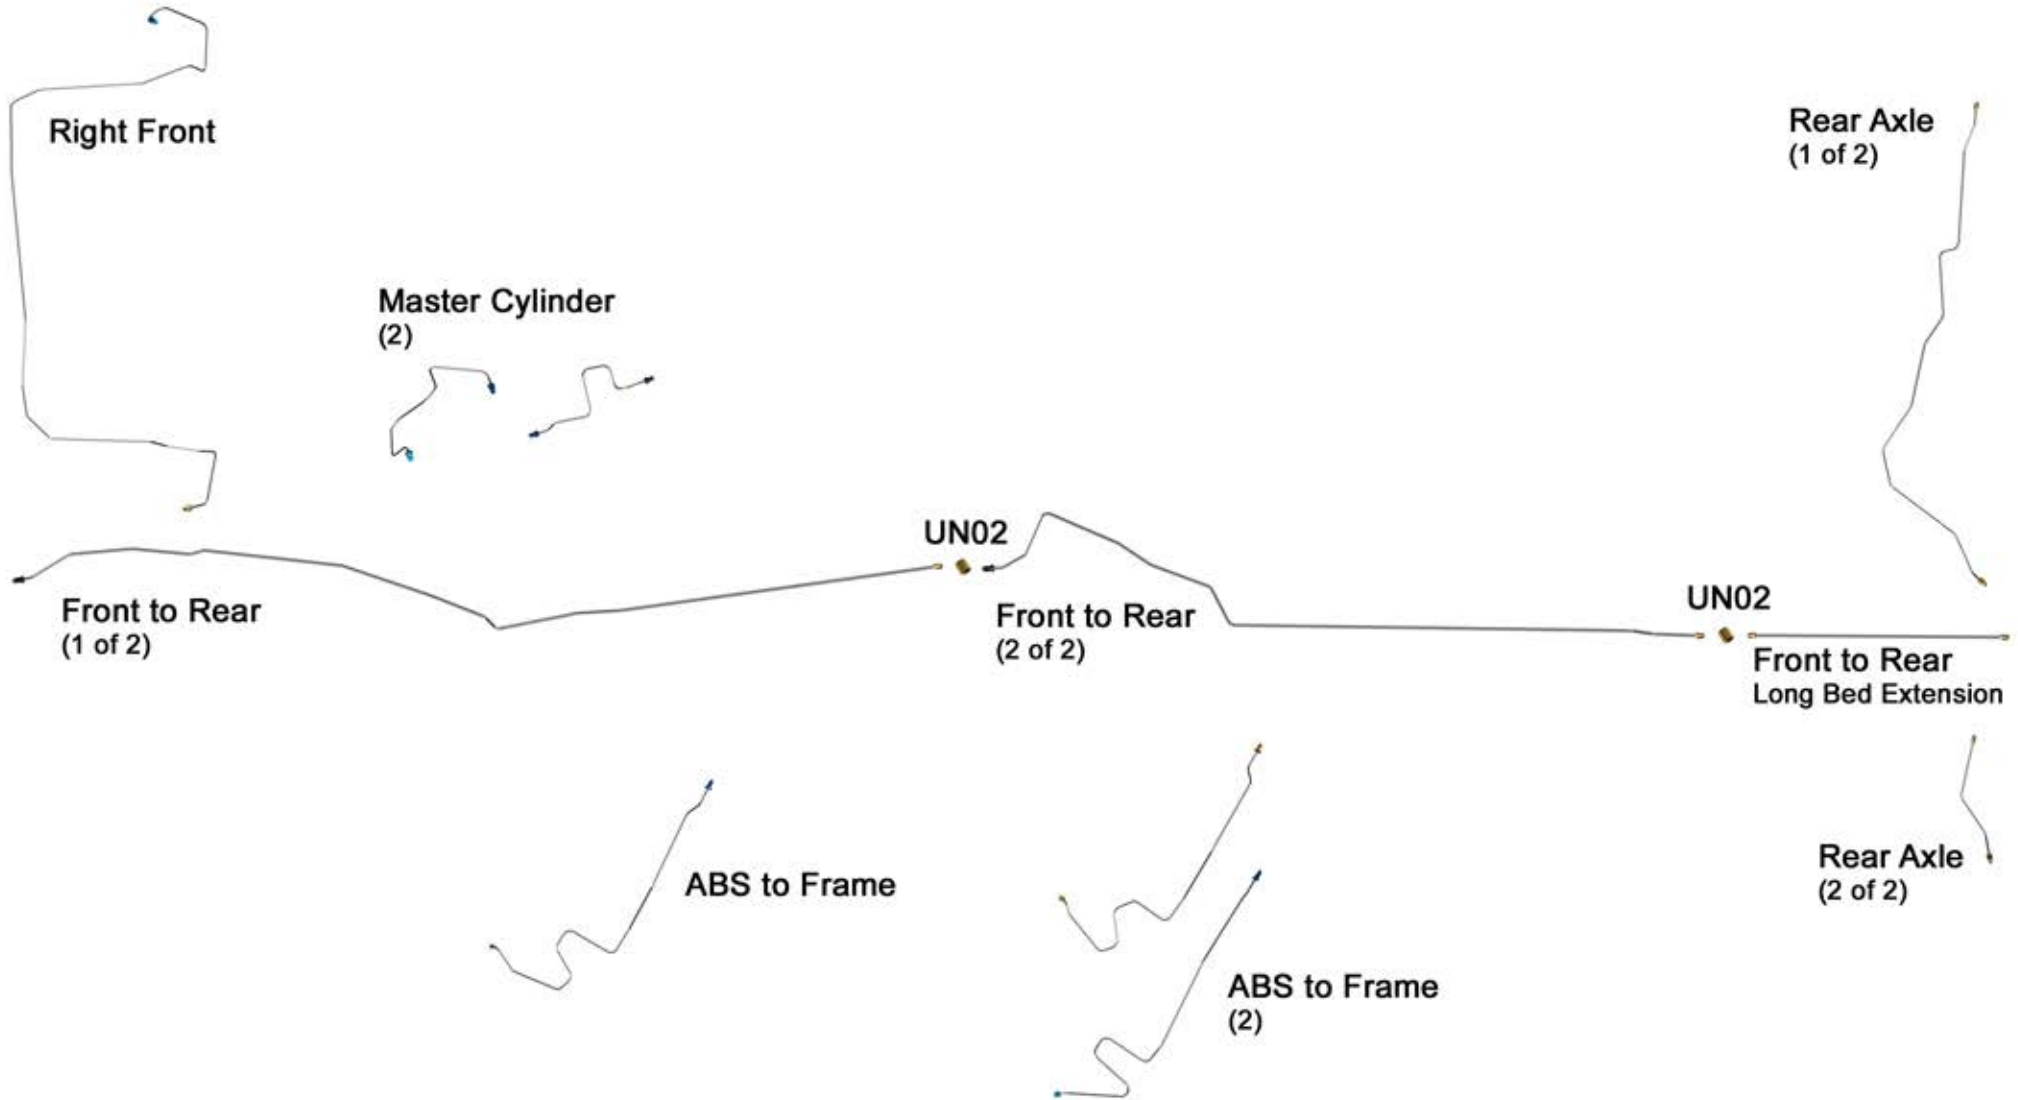 Right Front
Rear Axle
(1 of 2)
Master Cylinder
(2)
UN02
Front to Rear
(1 of 2)
Front to Rear
(2 of 2)
UN02
Front to Rear
Long Bed Extension
ABS to Frame
Rear Axle
(2 of 2)
ABS to Frame
(2)